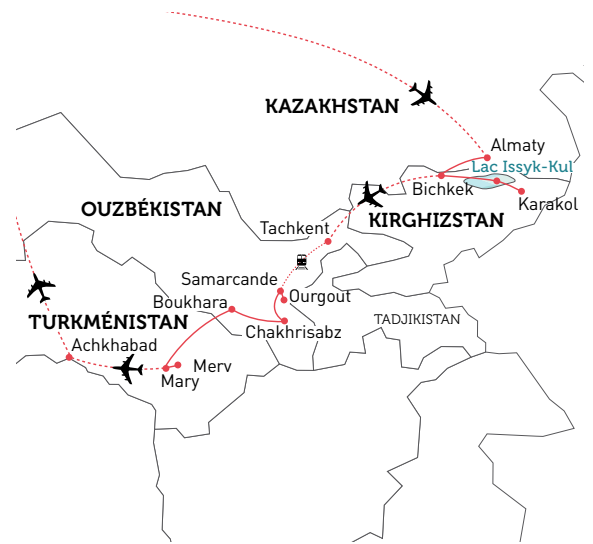 KAZAKHSTAN
Almaty
Lac Issyk-Kul
Bichkek
Karakol
OUZBÉKISTAN
KIRGHIZSTAN
Tachkent
Samarcande
Ourgout
Boukhara
TURKMÉNISTAN
Chakhrisabz
TADJIKISTAN
Achkhabad
Merv
Mary